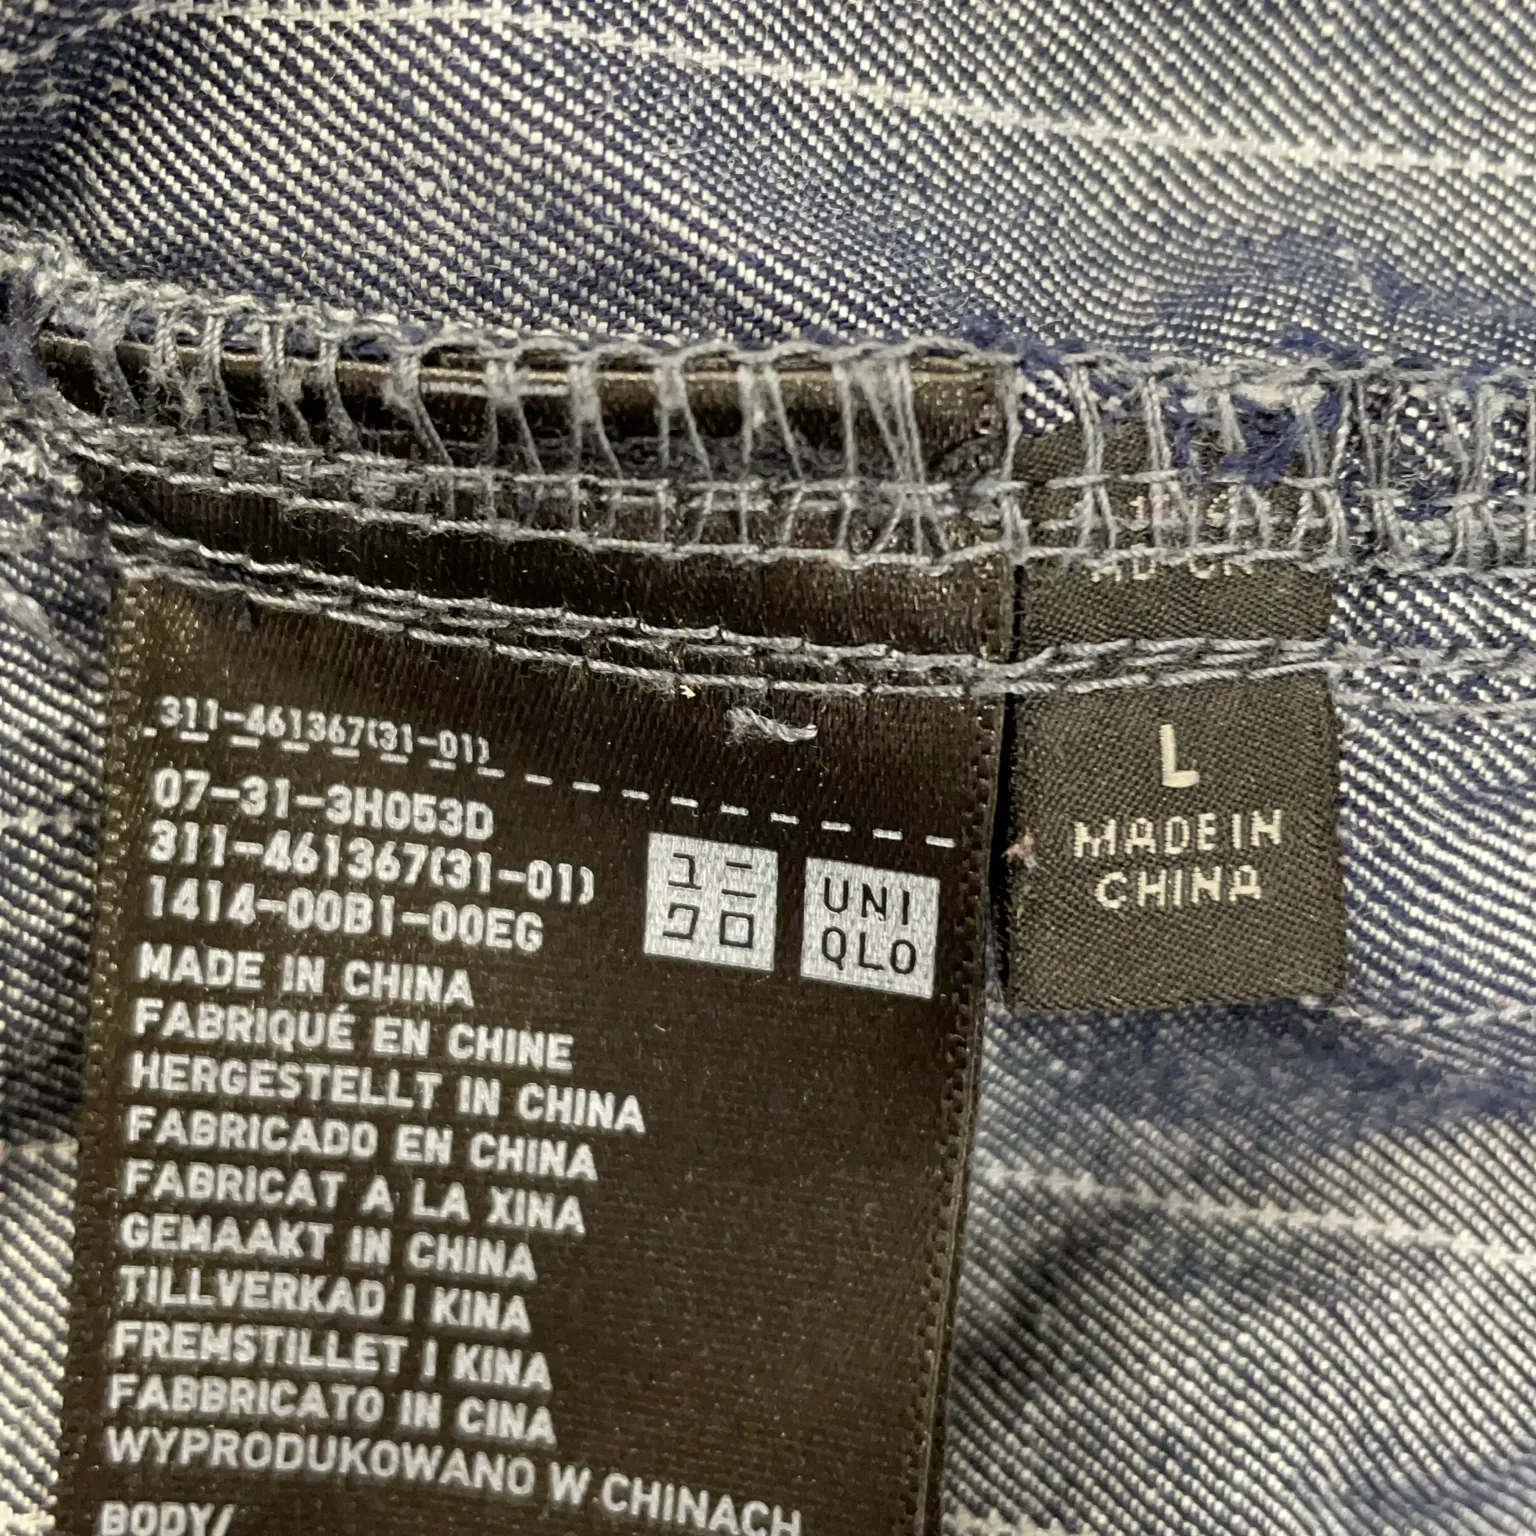 311-461367(31-01)
07-31-3H053D
311-461367(31-01)
1414-00B1-00EG
ユニ
クロ
UNI
QLO
MADE IN CHINA
FABRIQUÉ EN CHINE
HERGESTELLT IN CHINA
FABRICADO EN CHINA
FABRICAT A LA XINA
GEMAAKT IN CHINA
TILLVERKAD I KINA
FREMSTILLET I KINA
FABBRICATO IN CINA
WYPRODUKOWANO W CHINACH
BODY/
L
MADE IN
CHINA